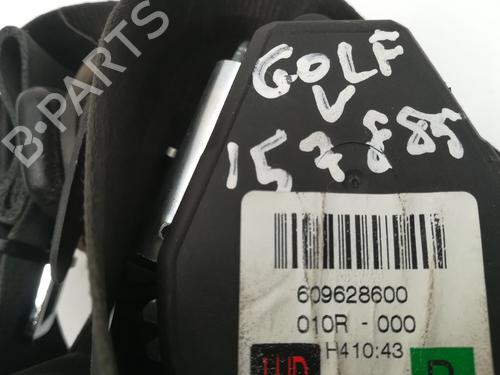 B-PARTS
GOLF
V
157885
609628600
010R - 000
H410:43